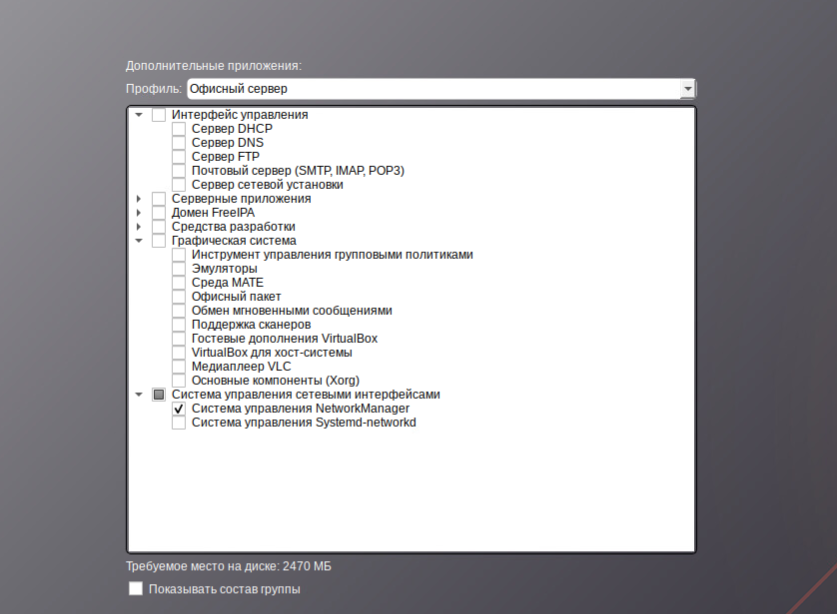 Дополнительные приложения:
Профиль: Офисный сервер
Интерфейс управления
Сервер DHCP
Сервер DNS
Сервер FTP
Почтовый сервер (SMTP, IMAP, POP3)
Сервер сетевой установки
Серверные приложения
Домен FreeIPA
Средства разработки
Графическая система
Инструмент управления групповыми политиками
Эмуляторы
Среда MATE
Офисный пакет
Обмен мгновенными сообщениями
Поддержка сканеров
Гостевые дополнения VirtualBox
VirtualBox для хост-системы
Медиаплеер VLC
Основные компоненты (Xorg)
Система управления сетевыми интерфейсами
Система управления NetworkManager
Система управления Systemd-networkd
Требуемое место на диске: 2470 МБ
Показывать состав группы